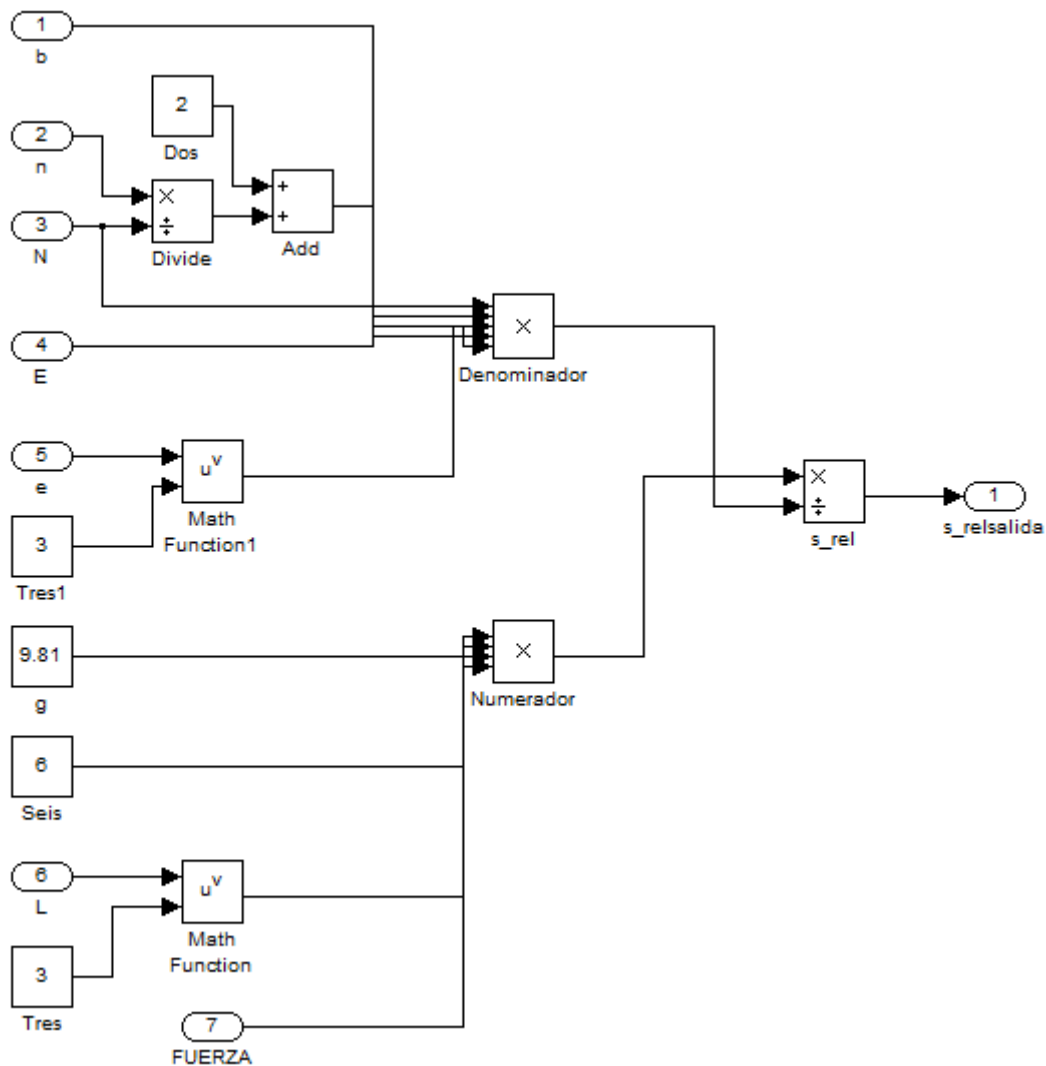 1
b
2
Dos
2
n
×
÷
Divide
+
+
Add
3
N
4
E
×
Denominador
5
e
u^v
Math
Function1
3
Tres1
×
÷
s_rel
1
s_relsalida
9.81
g
×
Numerador
6
Seis
6
L
u^v
Math
Function
3
Tres
7
FUERZA